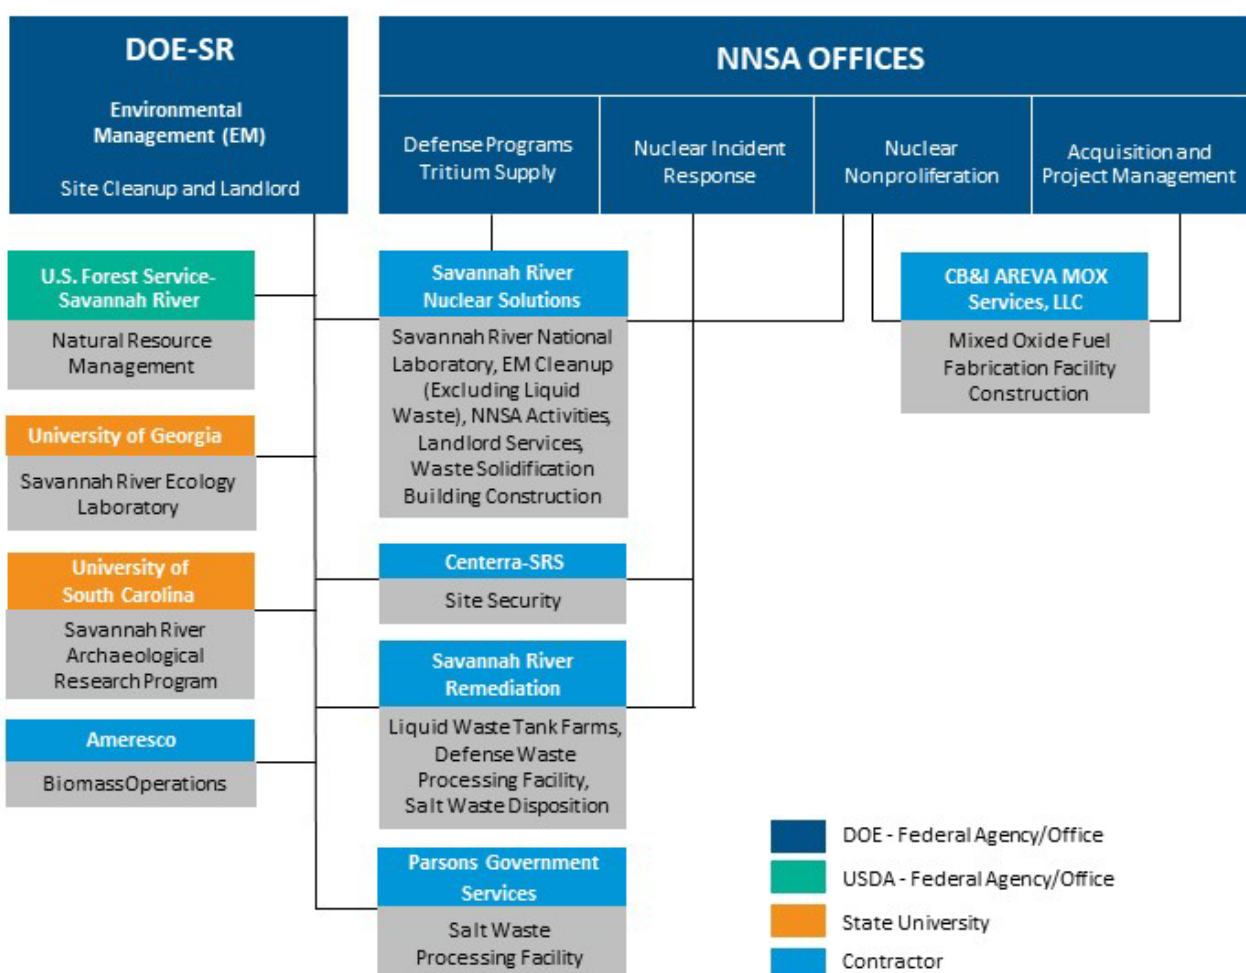 DOE-SR
Environmental
Management (EM)
Site Cleanup and Landlord
NNSA OFFICES
Defense Programs
Tritium Supply
Nuclear Incident
Response
Nuclear
Nonproliferation
Acquisition and
Project Management
U.S. Forest Service-
Savannah River
Natural Resource
Management
University of Georgia
Savannah River Ecology
Laboratory
University of
South Carolina
Savannah River
Archaeological
Research Program
Ameresco
Biomass Operations
Savannah River
Nuclear Solutions
Savannah River National
Laboratory, EM Cleanup
(Excluding Liquid
Waste), NNSA Activities,
Landlord Services,
Waste Solidification
Building Construction
Centerra-SRS
Site Security
Savannah River
Remediation
Liquid Waste Tank Farms,
Defense Waste
Processing Facility,
Salt Waste Disposition
Parsons Government
Services
Salt Waste
Processing Facility
CB&I AREVA MOX
Services, LLC
Mixed Oxide Fuel
Fabrication Facility
Construction
DOE - Federal Agency/Office
USDA - Federal Agency/Office
State University
Contractor